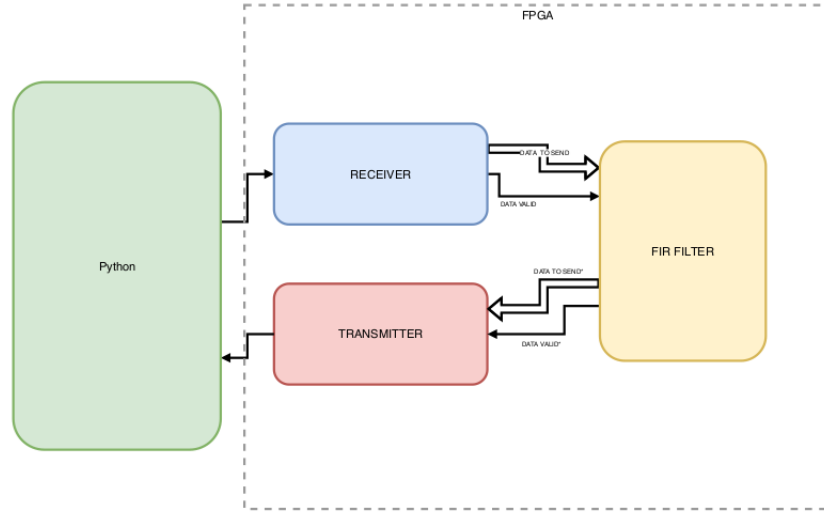 FPGA
DATA TO SEND
RECEIVER
DATA VALID
FIR FILTER
Python
DATA TO SEND*
TRANSMITTER
DATA VALID*